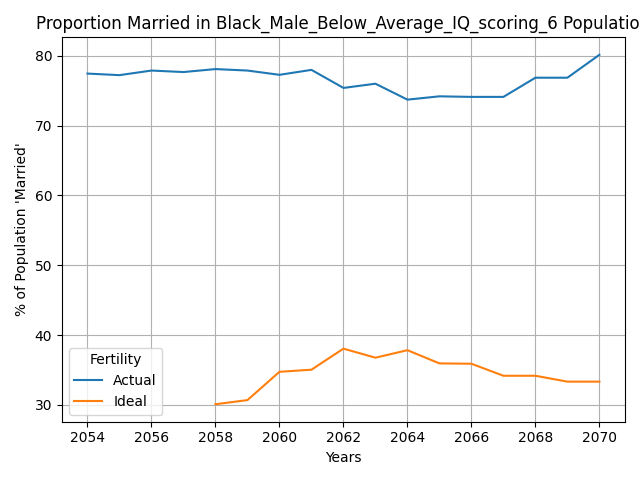 Proportion Married in Black_Male_Below_Average_IQ_scoring_6 Populatio
% of Population 'Married'
80
70
60
50
40
30
Fertility
Actual
Ideal
2054 2056 2058 2060 2062 2064 2066 2068 2070
Years